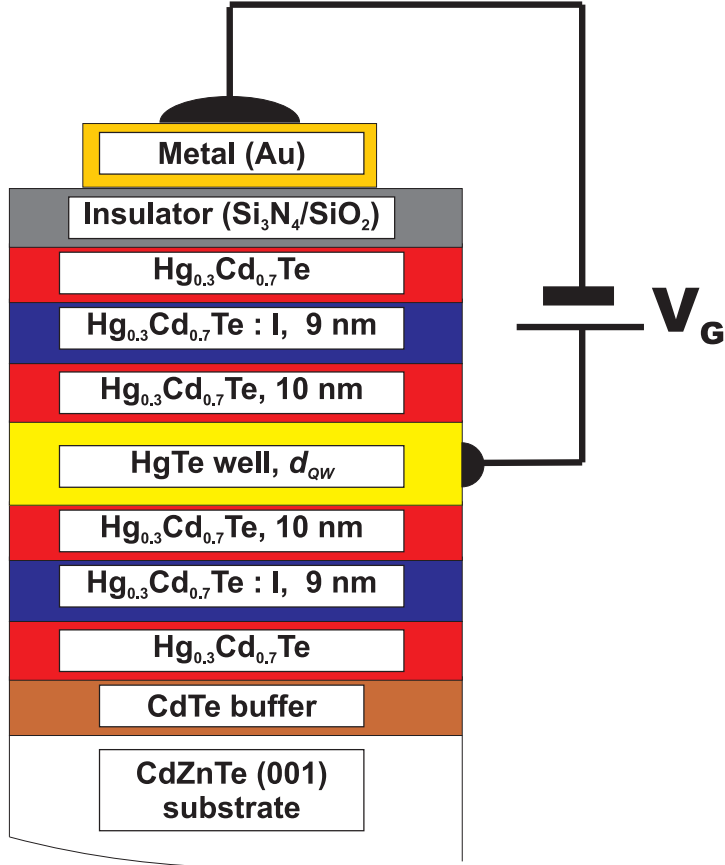 Metal (Au)
Insulator (Si₃N₄/SiO₂)
Hg₀.₃Cd₀.₇Te
Hg₀.₃Cd₀.₇Te : I, 9 nm
Hg₀.₃Cd₀.₇Te, 10 nm
HgTe well, d_QW
Hg₀.₃Cd₀.₇Te, 10 nm
Hg₀.₃Cd₀.₇Te : I, 9 nm
Hg₀.₃Cd₀.₇Te
CdTe buffer
CdZnTe (001)
substrate
V_G